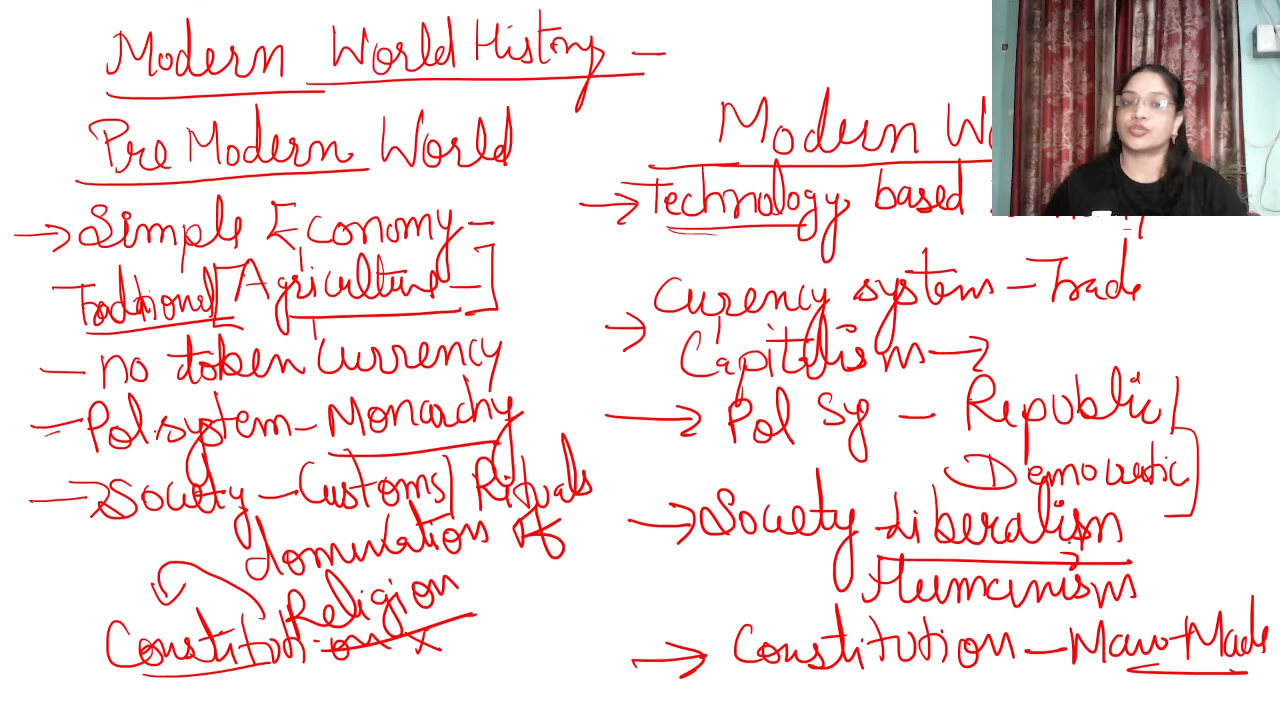 Modern World History -
Pre Modern World
→ Simple Economy -
Traditional [Agriculture -]
- no token currency
- Pol. system - Monarchy
→ Society - Customs / Rituals
domination of
Religion
Constitution x
Modern
→ Technology based
→ Curency system - Trade
Capitalism →
→ Pol Sy - Republic
Democratic
→ Society Liberalism
Humanism
→ Constitution - Man-Made